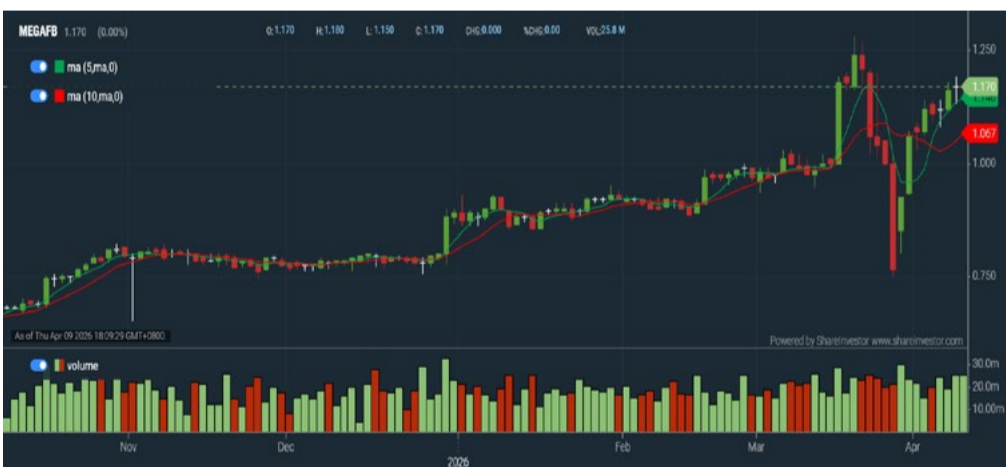 MEGAFB 1.170 (0.00%) O:1.170 H:1.180 L:1.150 C:1.170 CHG:0.000 %CHG:0.00 VOL:25.8 M
ma (5,ma,0)
ma (10,ma,0)
1.250
1.170
1.140
1.067
1.000
0.750
As of Thu Apr 09 2026 18:09:29 GMT+0800
Powered by ShareInvestor www.shareinvestor.com
volume
30.0m
20.0m
10.00m
Nov Dec 2026 Feb Mar Apr